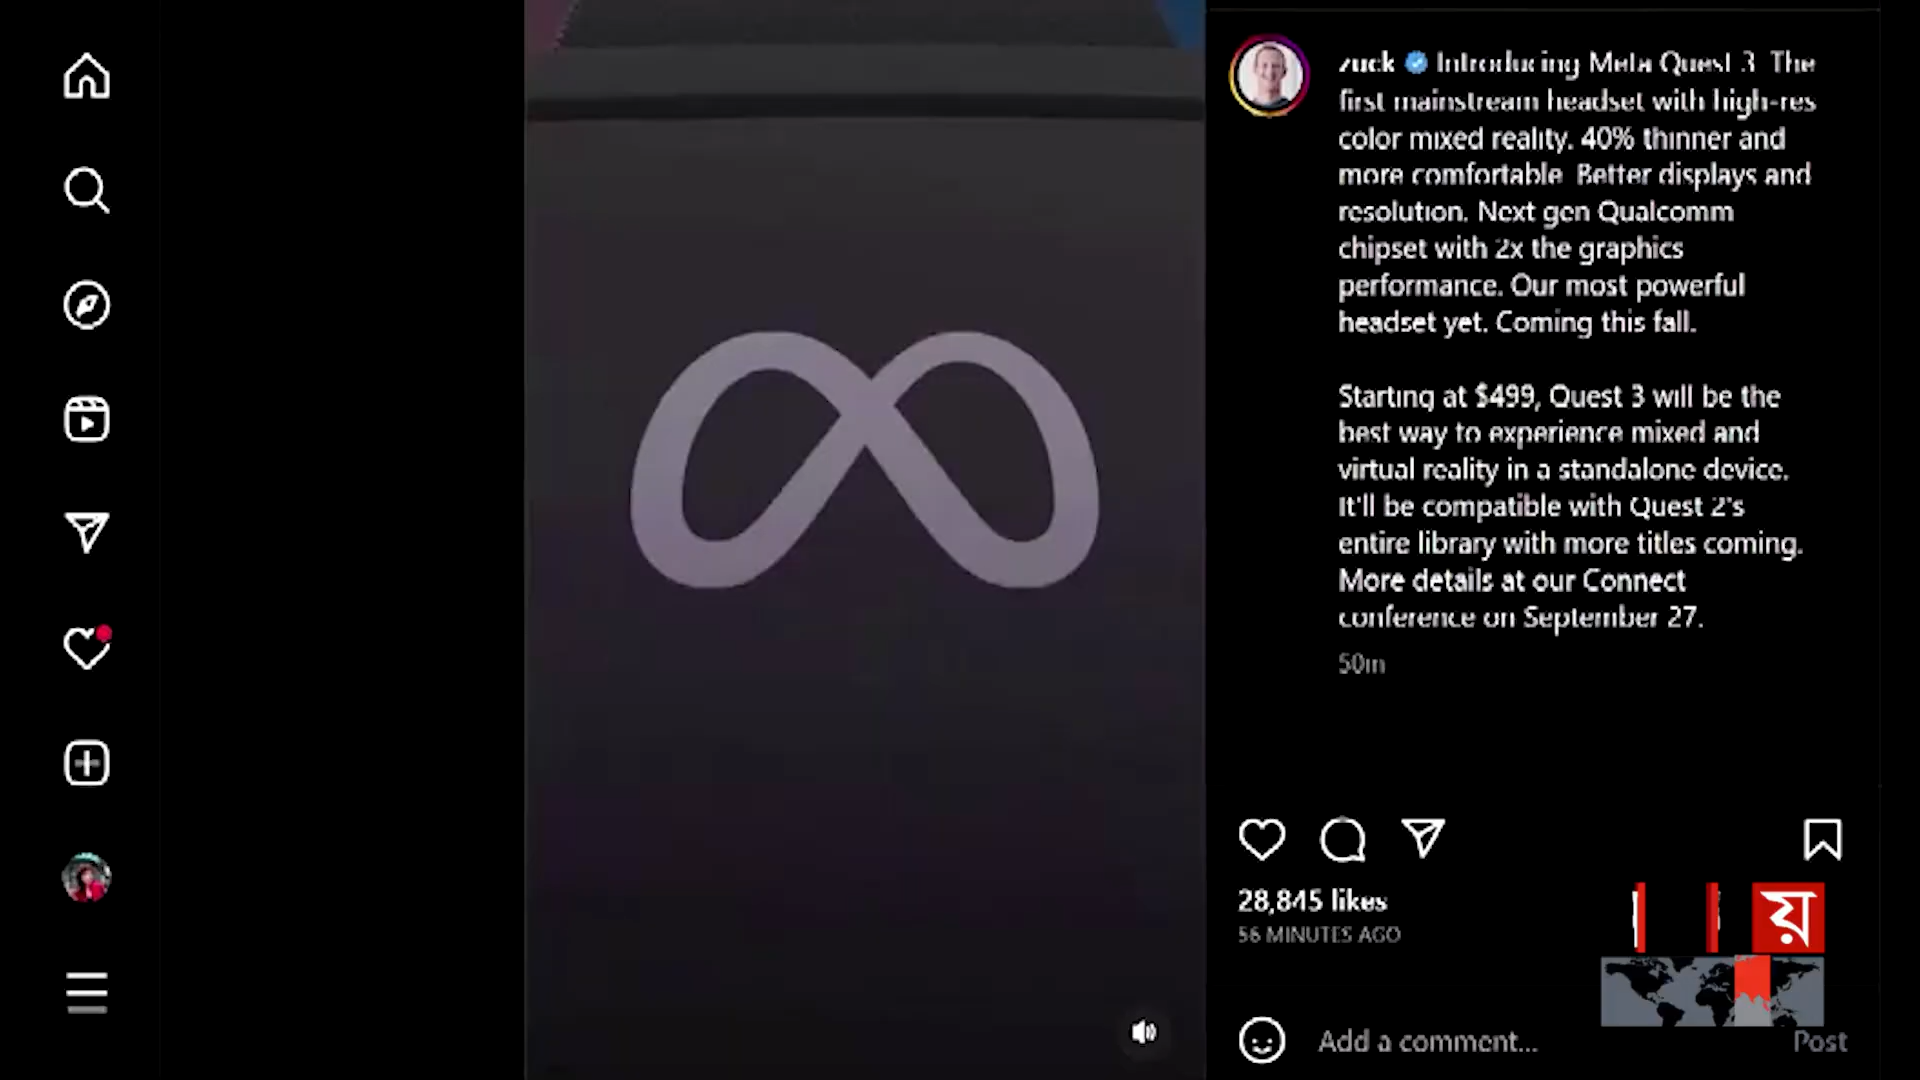 zuck Introducing Meta Quest 3. The
first mainstream headset with high-res
color mixed reality. 40% thinner and
more comfortable. Better displays and
resolution. Next gen Qualcomm
chipset with 2x the graphics
performance. Our most powerful
headset yet. Coming this fall.
Starting at $499, Quest 3 will be the
best way to experience mixed and
virtual reality in a standalone device.
It'll be compatible with Quest 2's
entire library with more titles coming.
More details at our Connect
conference on September 27.
50m
28,845 likes
56 MINUTES AGO
য়
Add a comment...
Post